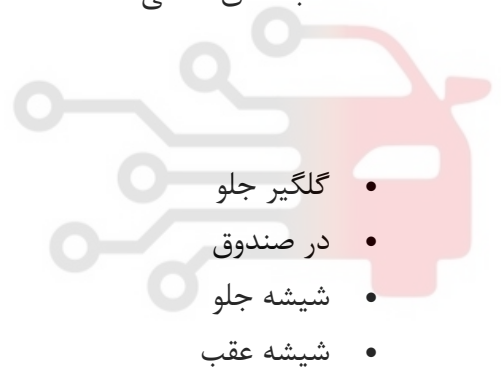 • گلگیر جلو
• در صندوق
• شیشه جلو
• شیشه عقب